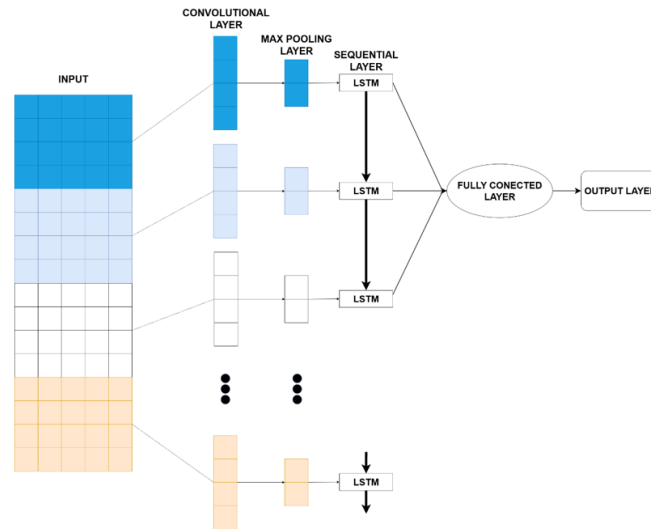 CONVOLUTIONAL
LAYER
MAX POOLING
LAYER
SEQUENTIAL
LAYER
INPUT
LSTM
LSTM
FULLY CONECTED
LAYER
OUTPUT LAYER
LSTM
LSTM